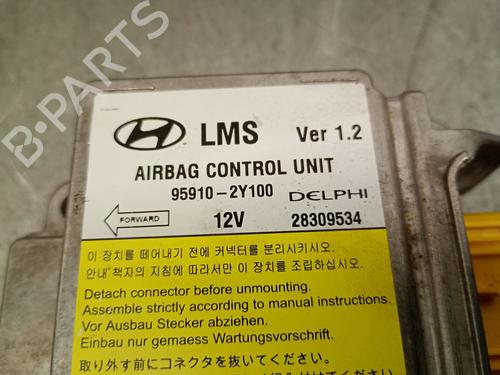 B-PARTS
LMS Ver 1.2
AIRBAG CONTROL UNIT
95910-2Y100 DELPHI
FORWARD 12V 28309534
이 장치를 떼어내기 전에 커넥터를 분리시키시오.
안내 책자의 지침에 따라서만 이 장치를 조립하십시오
Detach connector before unmounting.
Assemble strictly according to manual instructions.
Vor Ausbau Stecker abziehen.
Einbau nur gemaess Wartungsvorschrift.
取り外す前にコネクタを抜いてください。